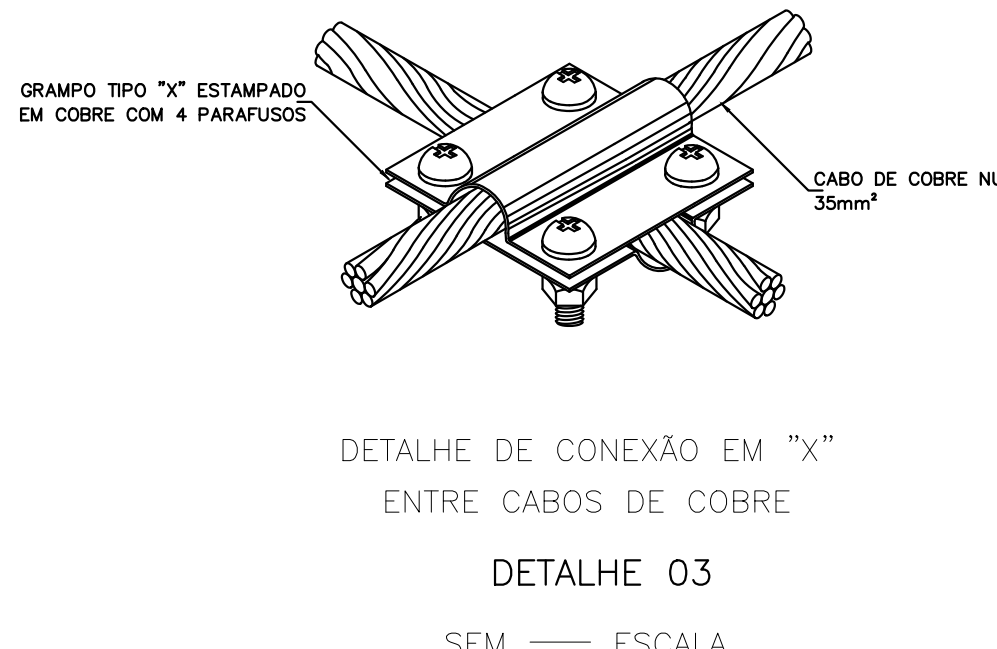 GRAMPO TIPO "X" ESTAMPADO
EM COBRE COM 4 PARAFUSOS
CABO DE COBRE NU
35mm²
DETALHE DE CONEXÃO EM "X"
ENTRE CABOS DE COBRE
DETALHE 03
SEM — ESCALA